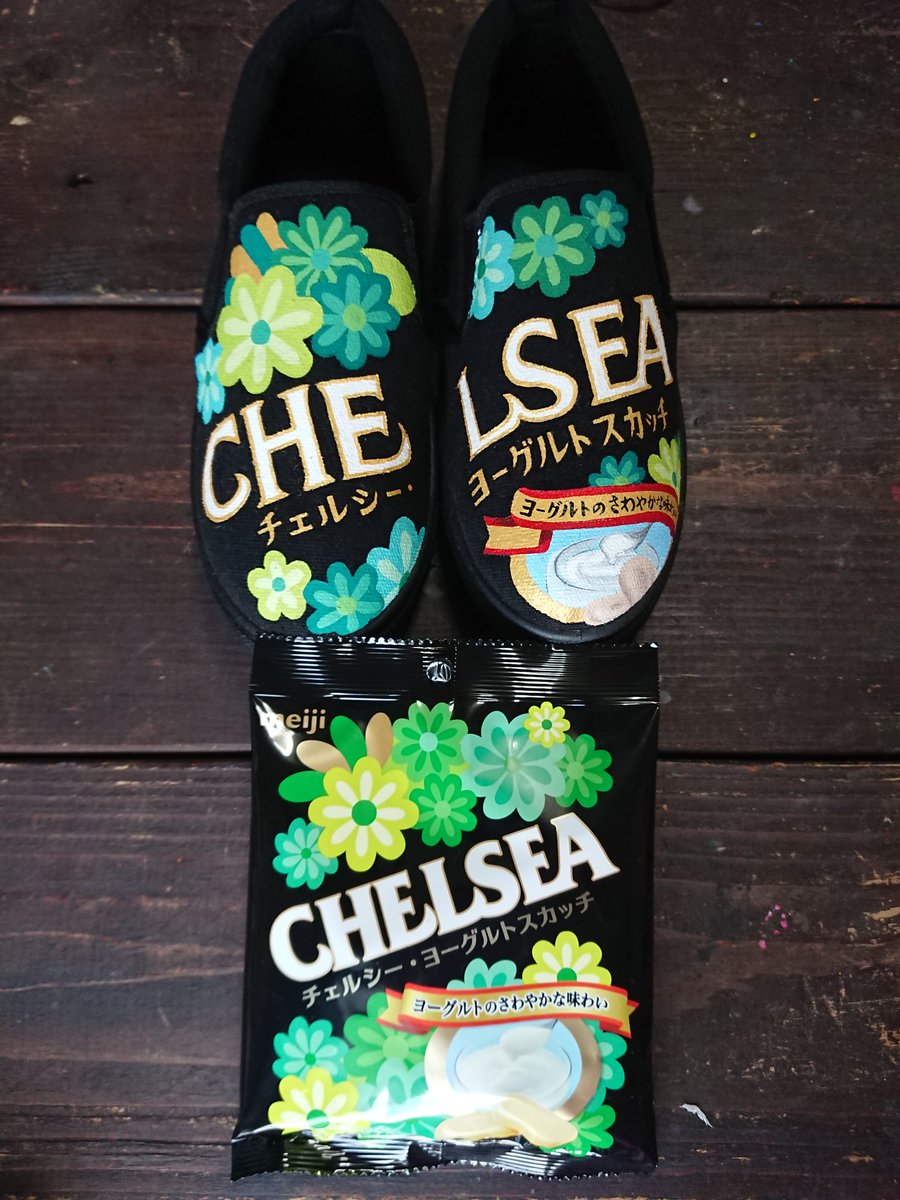 CHE
チェルシー・
LSEA
ヨーグルトスカッチ
ヨーグルトのさわやかな味
meiji
CHELSEA
チェルシー・ヨーグルトスカッチ
ヨーグルトのさわやかな味わい